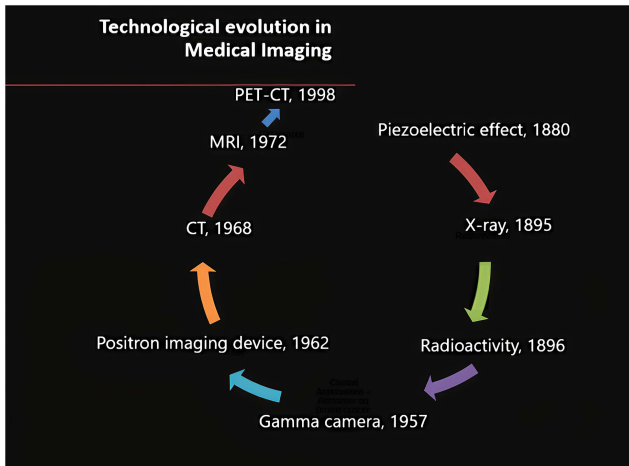 Technological evolution in
Medical Imaging
PET-CT, 1998
MRI, 1972
Piezoelectric effect, 1880
CT, 1968
X-ray, 1895
Positron imaging device, 1962
Radioactivity, 1896
Gamma camera, 1957